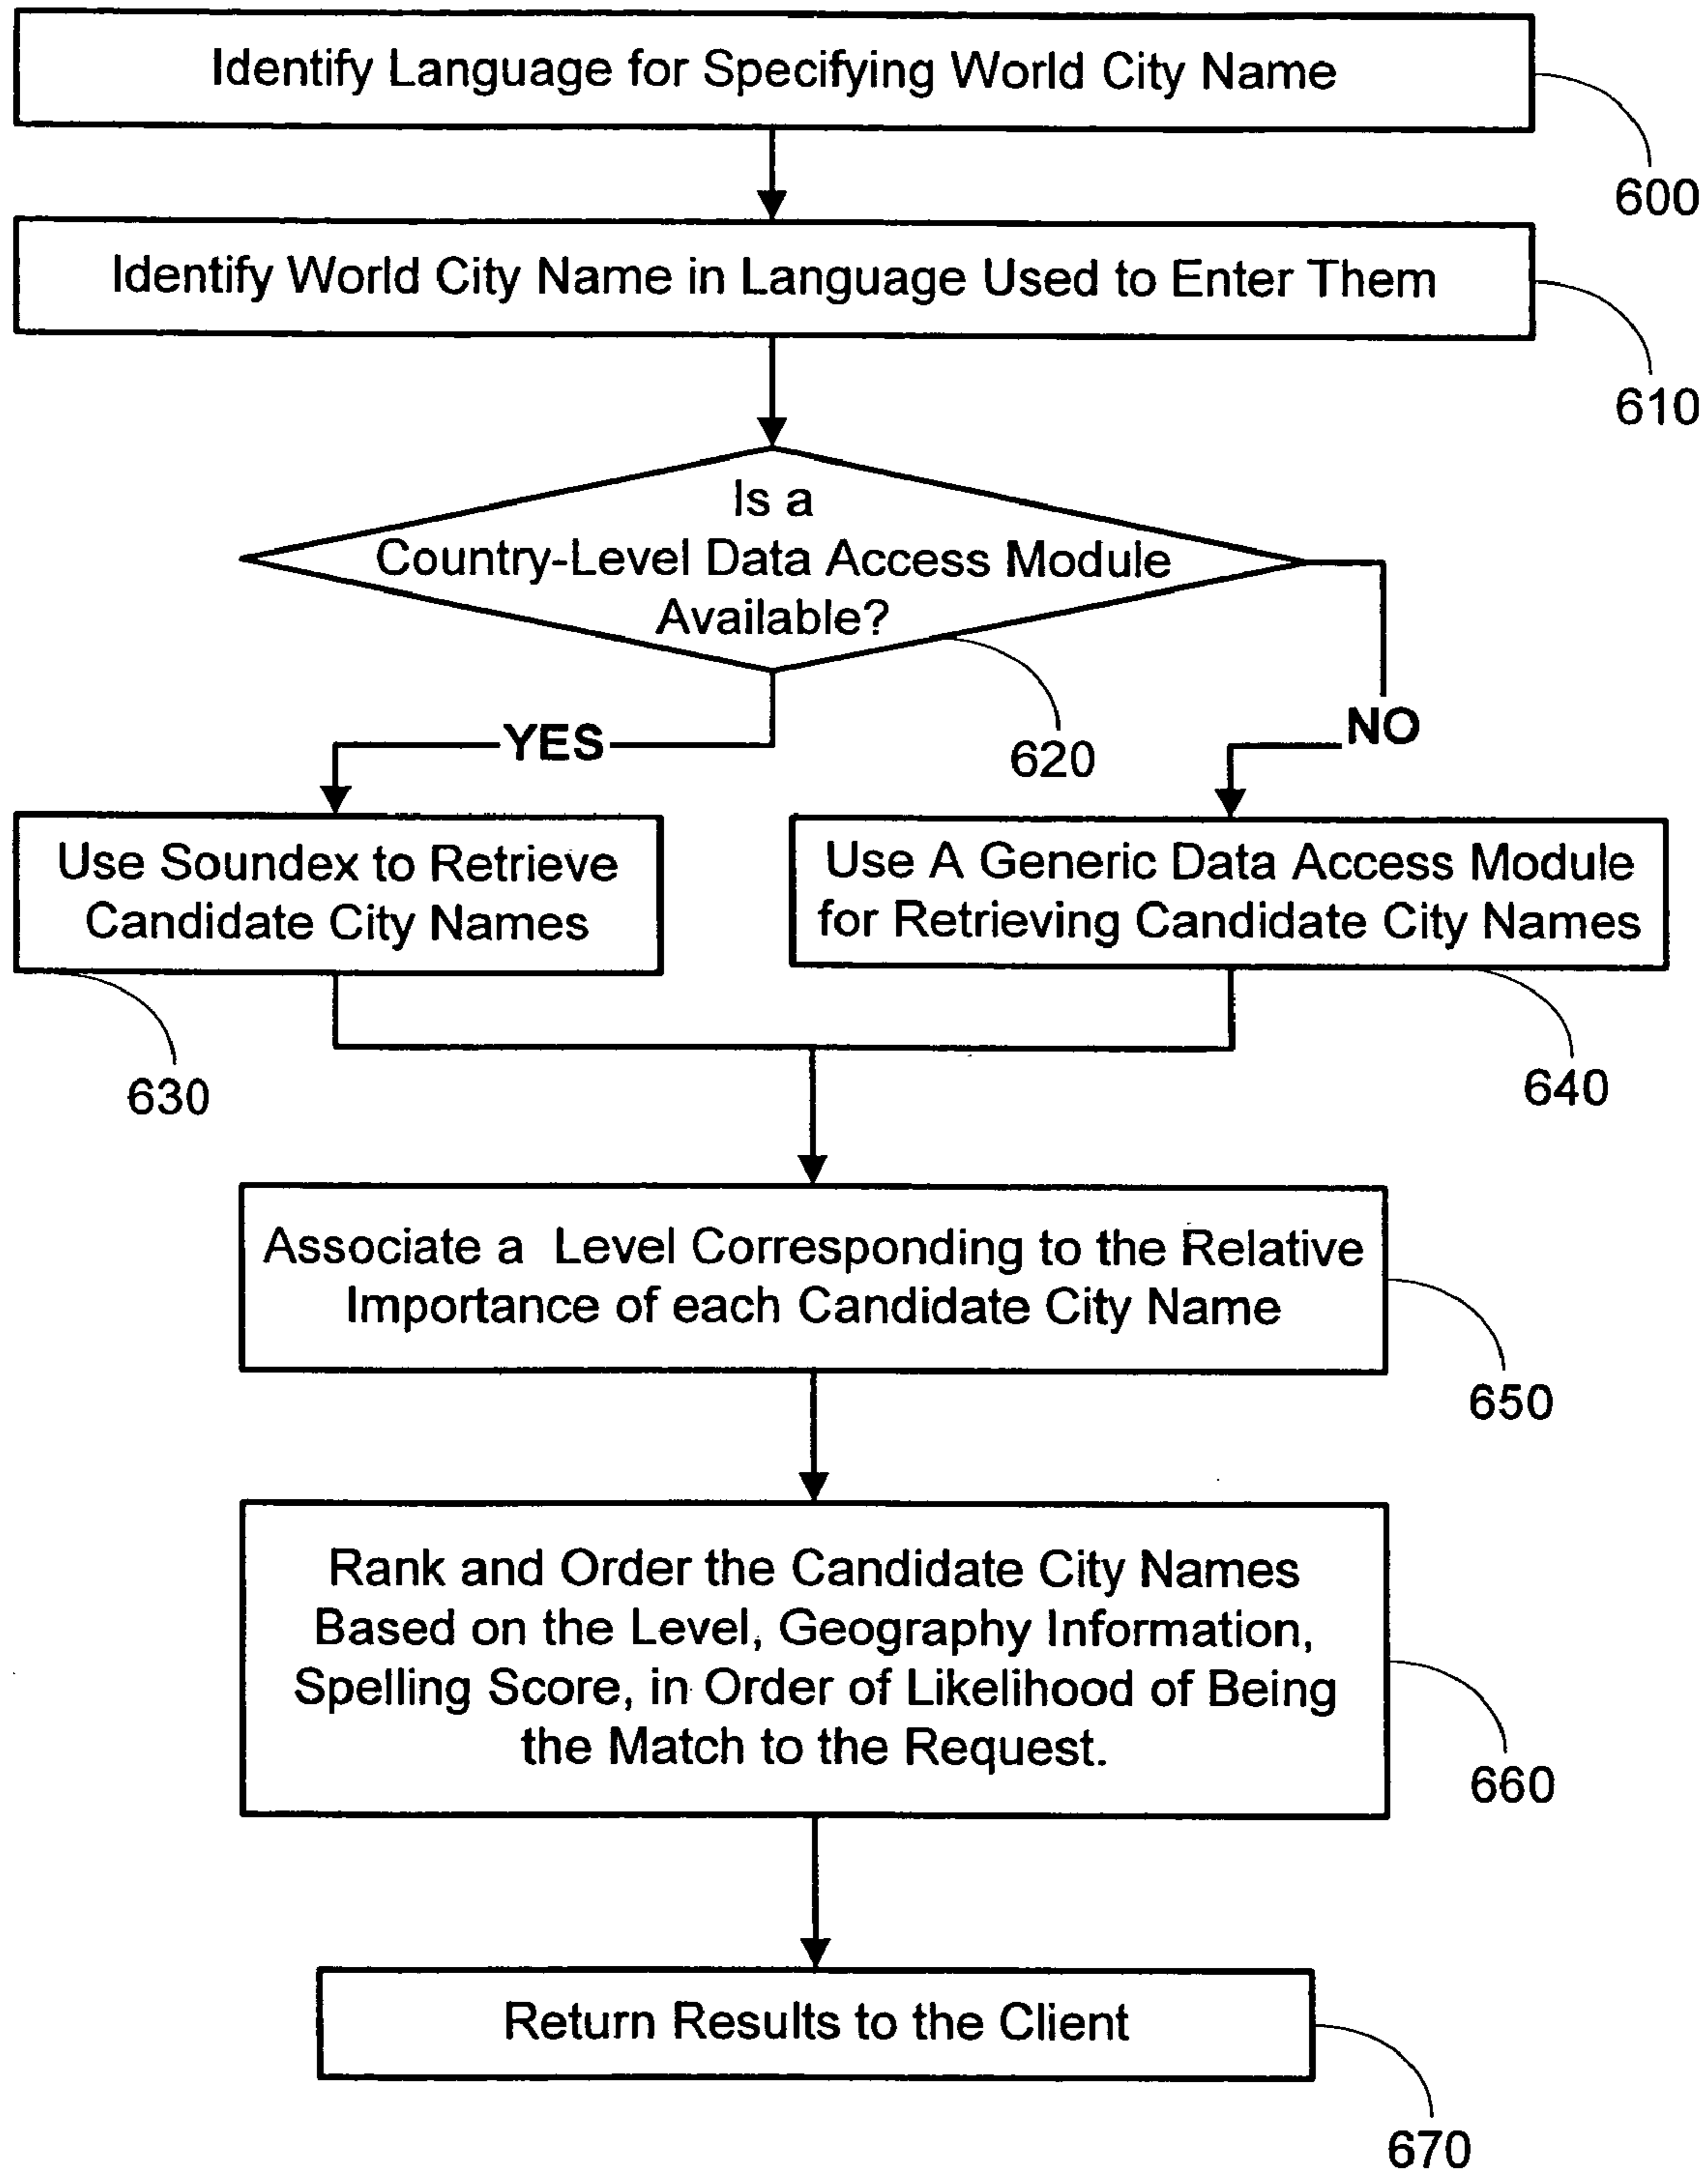 Identify Language for Specifying World City Name
600
Identify World City Name in Language Used to Enter Them
610
Is a
Country-Level Data Access Module
Available?
620
YES
NO
Use Soundex to Retrieve
Candidate City Names
630
Use A Generic Data Access Module
for Retrieving Candidate City Names
640
Associate a Level Corresponding to the Relative
Importance of each Candidate City Name
650
Rank and Order the Candidate City Names
Based on the Level, Geography Information,
Spelling Score, in Order of Likelihood of Being
the Match to the Request.
660
Return Results to the Client
670